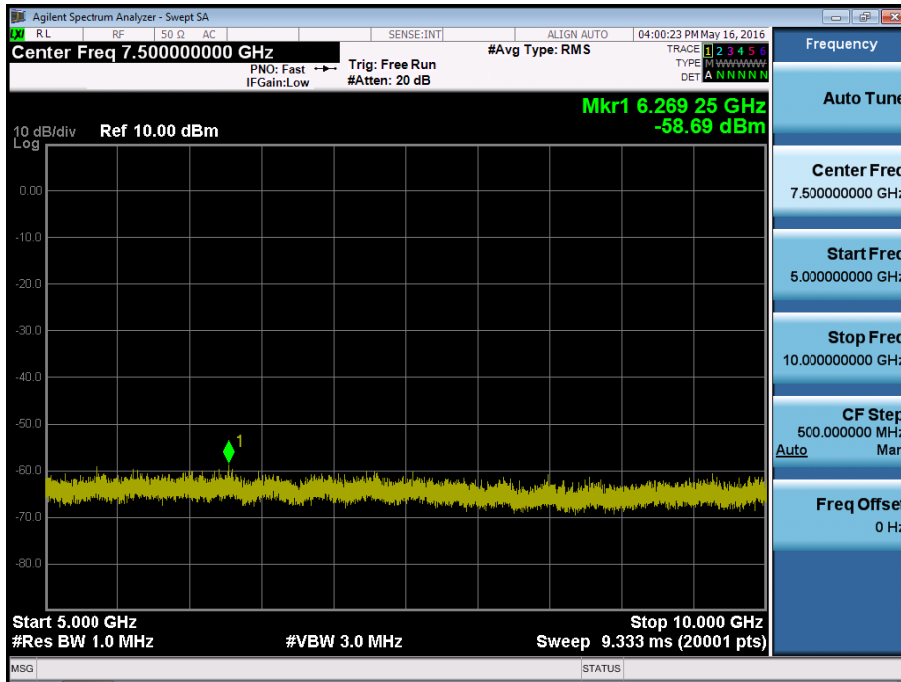 Agilent Spectrum Analyzer - Swept SA
LXI RL RF 50 Ω AC SENSE:INT ALIGN AUTO 04:00:23 PM May 16, 2016
Center Freq 7.500000000 GHz
PNO: Fast
IFGain:Low
Trig: Free Run
#Atten: 20 dB
#Avg Type: RMS
TRACE 1 2 3 4 5 6
TYPE M WWWWW
DET A N N N N N
Mkr1 6.269 25 GHz
-58.69 dBm
10 dB/div Ref 10.00 dBm
Log
0.00
-10.0
-20.0
-30.0
-40.0
-50.0
1
-60.0
-70.0
-80.0
Start 5.000 GHz Stop 10.000 GHz
#Res BW 1.0 MHz #VBW 3.0 MHz Sweep 9.333 ms (20001 pts)
MSG STATUS
Frequency
Auto Tune
Center Freq
7.500000000 GHz
Start Freq
5.000000000 GHz
Stop Freq
10.000000000 GHz
CF Step
500.000000 MHz
Auto Man
Freq Offset
0 Hz